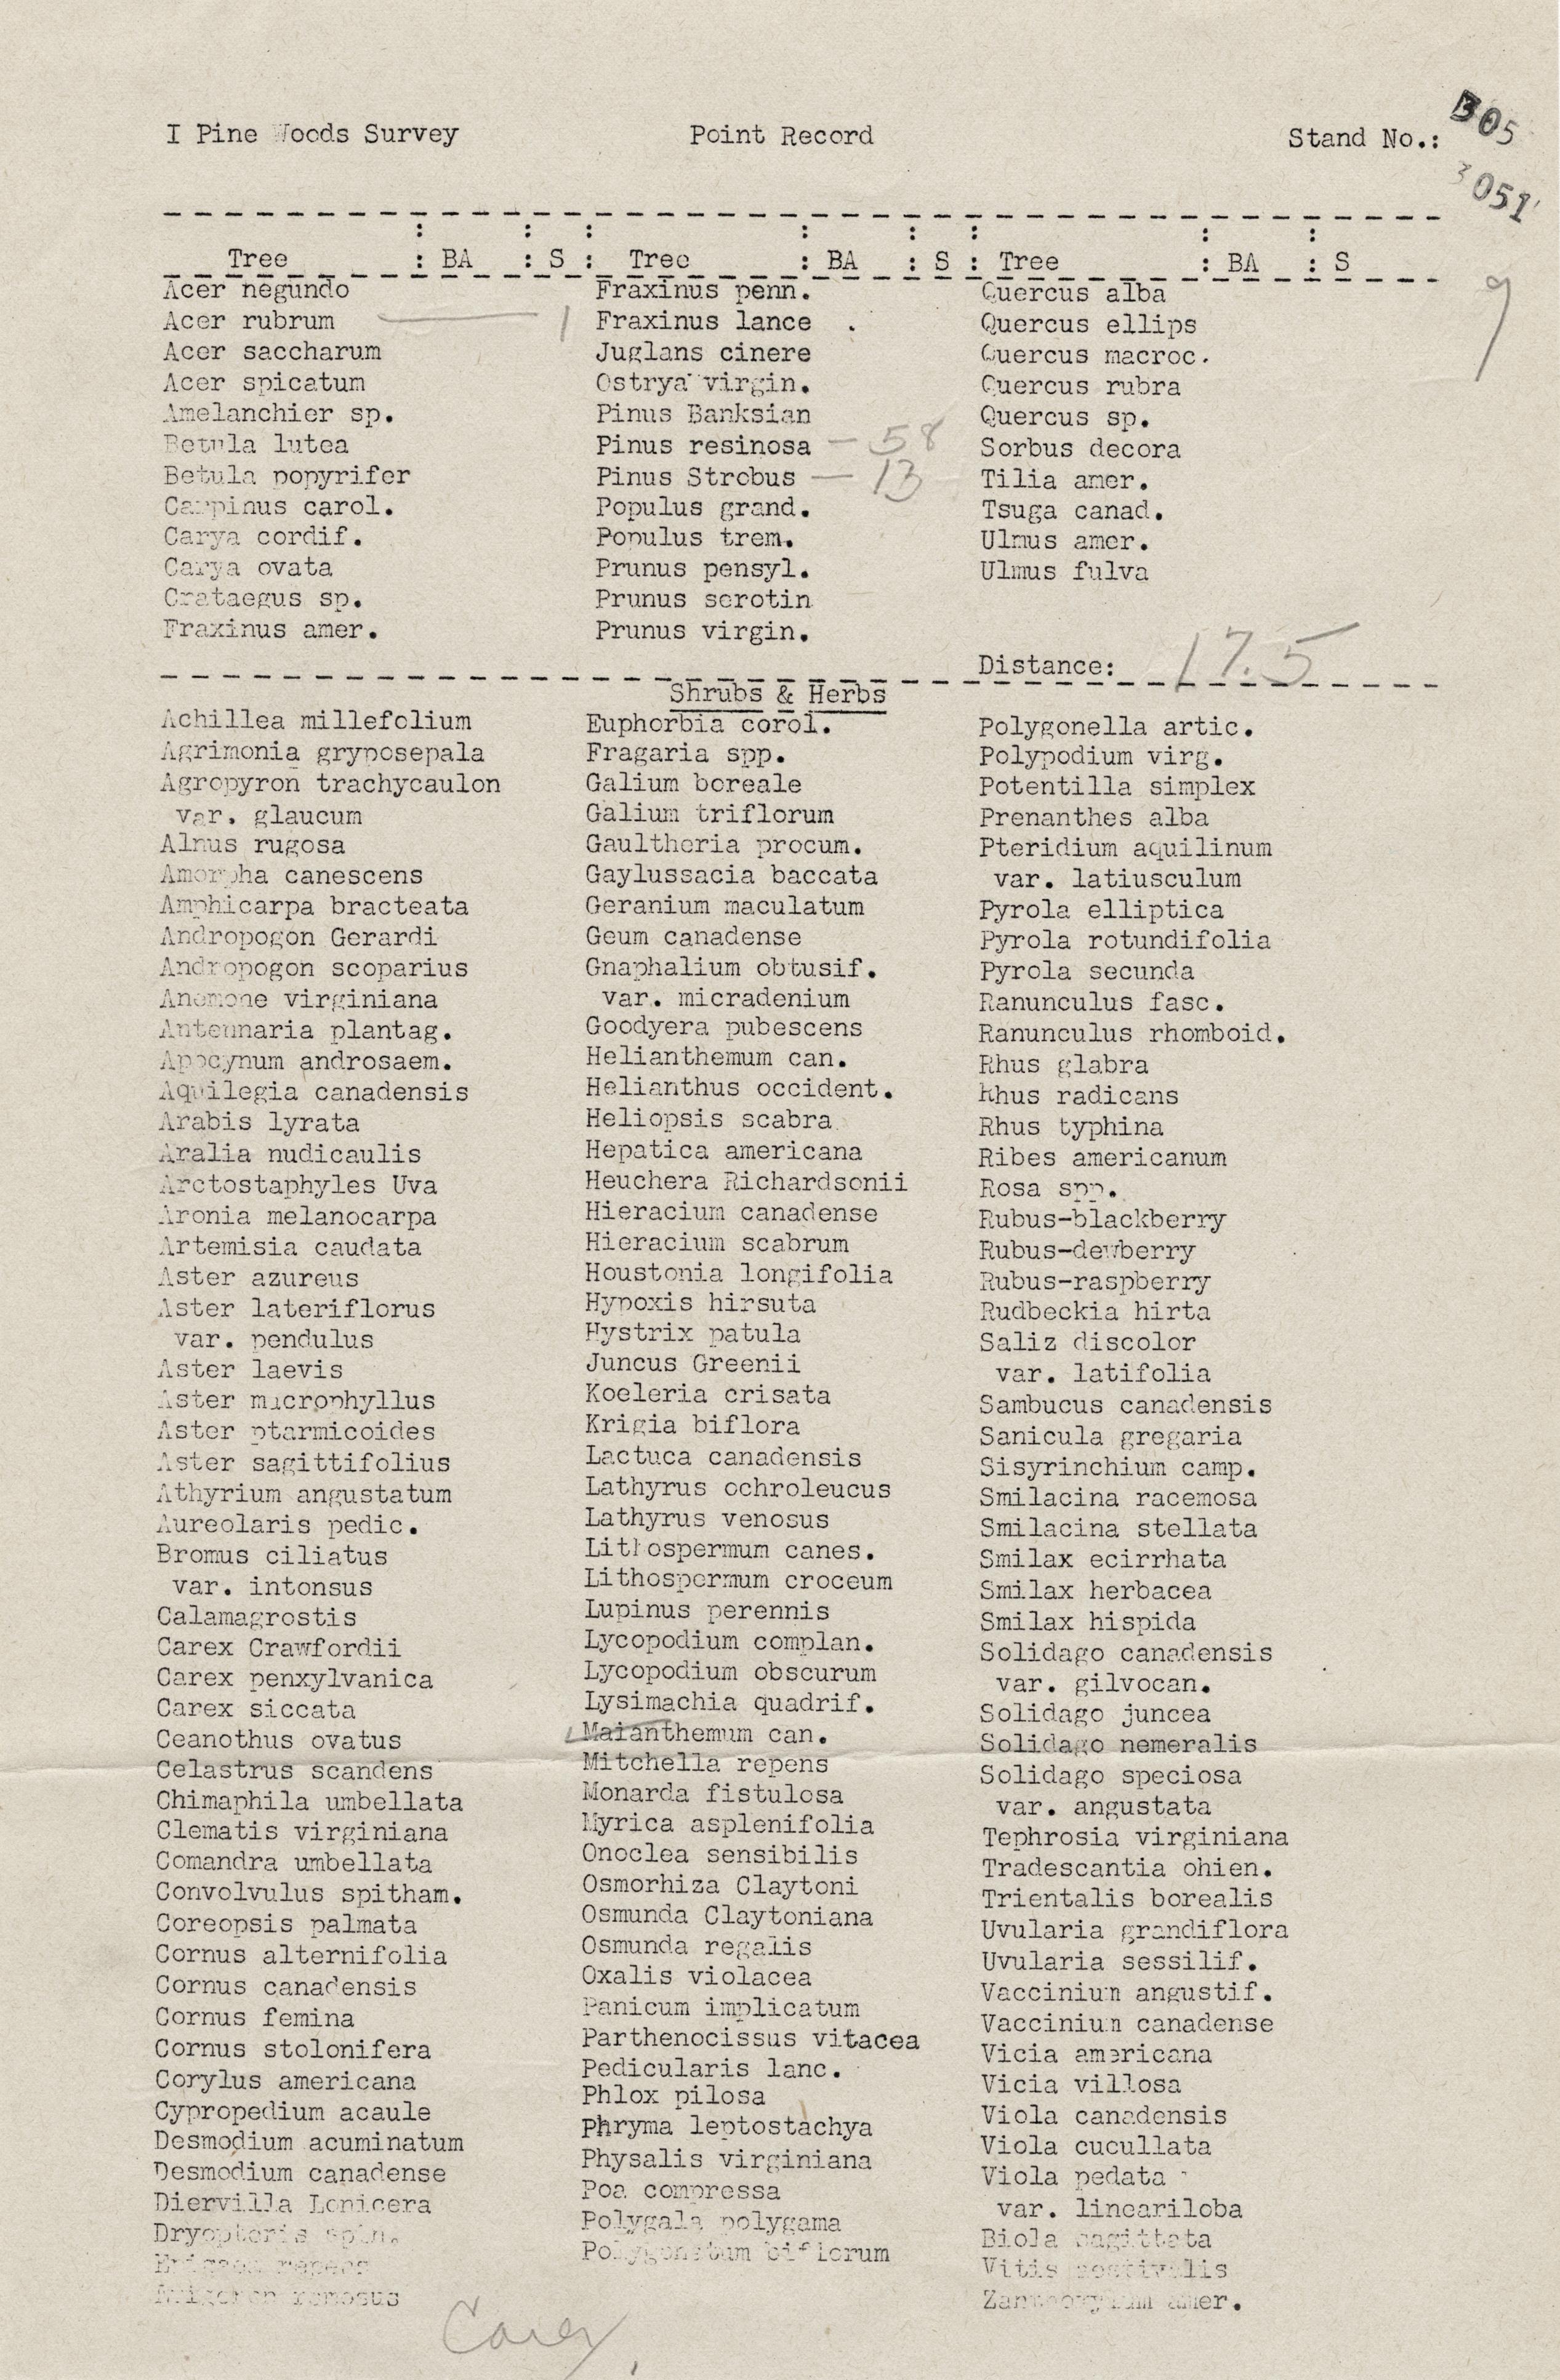 I Pine Woods Survey Point Record Stand No.: 305
3051
Tree : BA : S : Tree : BA : S : Tree : BA : S
9
Acer negundo
Acer rubrum — 1
Acer saccharum
Acer spicatum
Amelanchier sp.
Betula lutea
Betula popyrifer
Carpinus carol.
Carya cordif.
Carya ovata
Crataegus sp.
Fraxinus amer.
Fraxinus penn.
Fraxinus lance .
Juglans cinere
Ostrya virgin.
Pinus Banksian
Pinus resinosa — 58
Pinus Strobus — 13
Populus grand.
Populus trem.
Prunus pensyl.
Prunus serotin
Prunus virgin.
Quercus alba
Quercus ellips
Quercus macroc.
Quercus rubra
Quercus sp.
Sorbus decora
Tilia amer.
Tsuga canad.
Ulmus amer.
Ulmus fulva
Distance: 17.5
Shrubs & Herbs
Achillea millefolium
Agrimonia gryposepala
Agropyron trachycaulon
var. glaucum
Alnus rugosa
Amorpha canescens
Amphicarpa bracteata
Andropogon Gerardi
Andropogon scoparius
Anemone virginiana
Antennaria plantag.
Apocynum androsaem.
Aquilegia canadensis
Arabis lyrata
Aralia nudicaulis
Arctostaphyles Uva
Aronia melanocarpa
Artemisia caudata
Aster azureus
Aster lateriflorus
var. pendulus
Aster laevis
Aster macrophyllus
Aster ptarmicoides
Aster sagittifolius
Athyrium angustatum
Aureolaris pedic.
Bromus ciliatus
var. intonsus
Calamagrostis
Carex Crawfordii
Carex penxylvanica
Carex siccata
Ceanothus ovatus
Celastrus scandens
Chimaphila umbellata
Clematis virginiana
Comandra umbellata
Convolvulus spitham.
Coreopsis palmata
Cornus alternifolia
Cornus canadensis
Cornus femina
Cornus stolonifera
Corylus americana
Cypropedium acaule
Desmodium acuminatum
Desmodium canadense
Diervilla Lonicera
Dryopteris spin.
Epigaea repens
Erigeron ramosus
Euphorbia corol.
Fragaria spp.
Galium boreale
Galium triflorum
Gaultheria procum.
Gaylussacia baccata
Geranium maculatum
Geum canadense
Gnaphalium obtusif.
var. micradenium
Goodyera pubescens
Helianthemum can.
Helianthus occident.
Heliopsis scabra
Hepatica americana
Heuchera Richardsonii
Hieracium canadense
Hieracium scabrum
Houstonia longifolia
Hypoxis hirsuta
Hystrix patula
Juncus Greenii
Koeleria crisata
Krigia biflora
Lactuca canadensis
Lathyrus ochroleucus
Lathyrus venosus
Lithospermum canes.
Lithospermum croceum
Lupinus perennis
Lycopodium complan.
Lycopodium obscurum
Lysimachia quadrif.
Maianthemum can.
Mitchella repens
Monarda fistulosa
Myrica asplenifolia
Onoclea sensibilis
Osmorhiza Claytoni
Osmunda Claytoniana
Osmunda regalis
Oxalis violacea
Panicum implicatum
Parthenocissus vitacea
Pedicularis lanc.
Phlox pilosa
Phryma leptostachya
Physalis virginiana
Poa compressa
Polygala polygama
Polygonatum biflorum
Polygonella artic.
Polypodium virg.
Potentilla simplex
Prenanthes alba
Pteridium aquilinum
var. latiusculum
Pyrola elliptica
Pyrola rotundifolia
Pyrola secunda
Ranunculus fasc.
Ranunculus rhomboid.
Rhus glabra
Rhus radicans
Rhus typhina
Ribes americanum
Rosa spp.
Rubus-blackberry
Rubus-dewberry
Rubus-raspberry
Rudbeckia hirta
Saliz discolor
var. latifolia
Sambucus canadensis
Sanicula gregaria
Sisyrinchium camp.
Smilacina racemosa
Smilacina stellata
Smilax ecirrhata
Smilax herbacea
Smilax hispida
Solidago canadensis
var. gilvocan.
Solidago juncea
Solidago nemeralis
Solidago speciosa
var. angustata
Tephrosia virginiana
Tradescantia ohien.
Trientalis borealis
Uvularia grandiflora
Uvularia sessilif.
Vaccinium angustif.
Vaccinium canadense
Vicia americana
Vicia villosa
Viola canadensis
Viola cucullata
Viola pedata
var. lineariloba
Biola sagittata
Vitis aestivalis
Zanthoxylum amer.
Carex